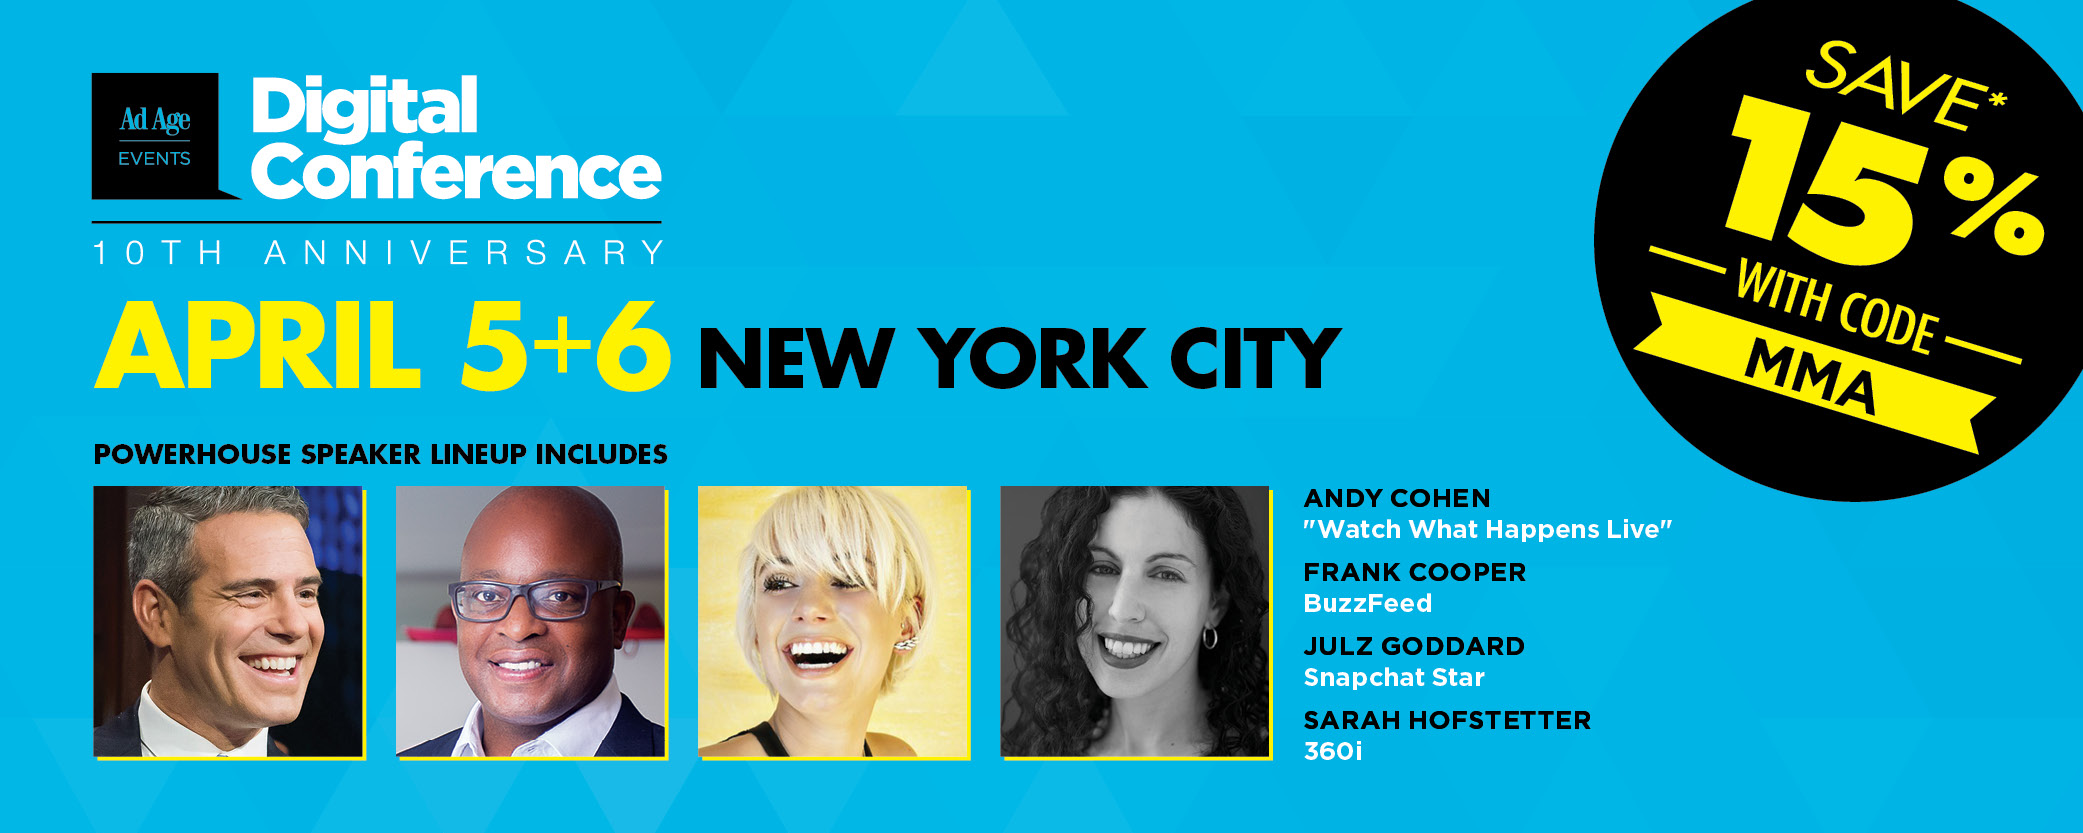 Ad Age
EVENTS
Digital
Conference
10TH ANNIVERSARY
APRIL 5+6 NEW YORK CITY
SAVE*
15%
WITH CODE
MMA
POWERHOUSE SPEAKER LINEUP INCLUDES
ANDY COHEN
"Watch What Happens Live"
FRANK COOPER
BuzzFeed
JULZ GODDARD
Snapchat Star
SARAH HOFSTETTER
360i